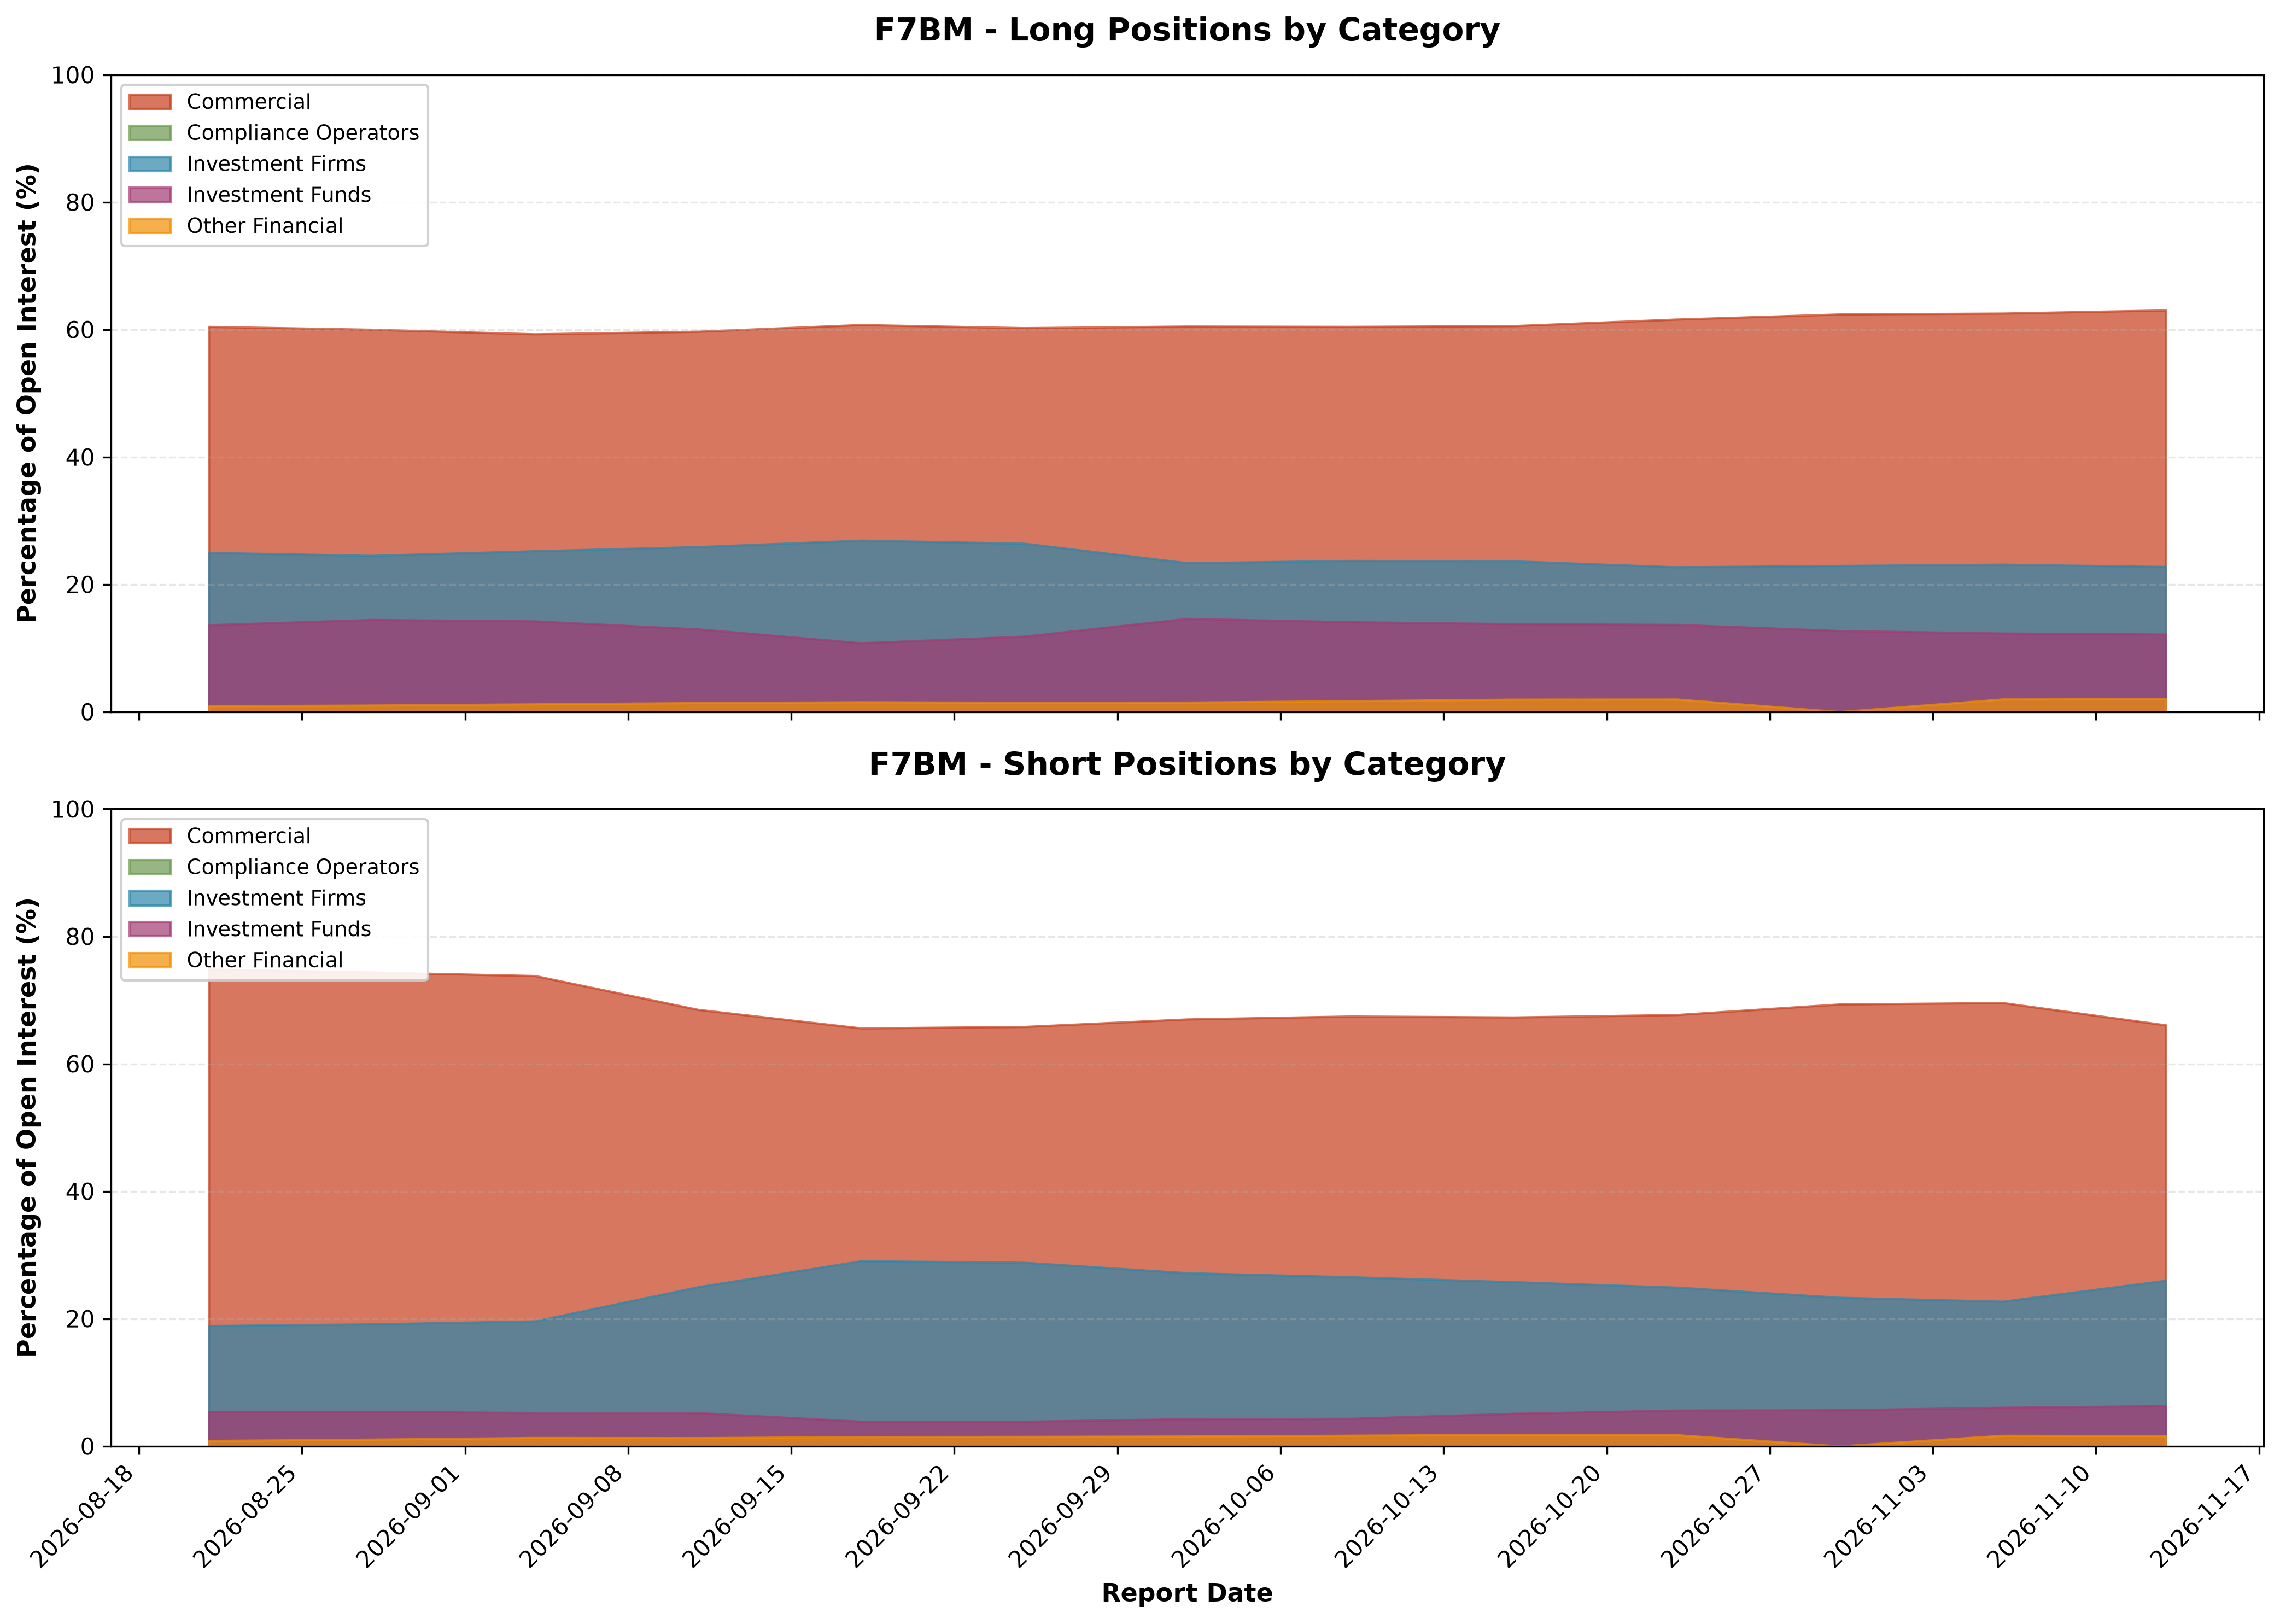 F7BM - Long Positions by Category
Percentage of Open Interest (%)
100
80
60
40
20
0
Commercial
Compliance Operators
Investment Firms
Investment Funds
Other Financial
F7BM - Short Positions by Category
Percentage of Open Interest (%)
100
80
60
40
20
0
Commercial
Compliance Operators
Investment Firms
Investment Funds
Other Financial
2026-08-18
2026-08-25
2026-09-01
2026-09-08
2026-09-15
2026-09-22
2026-09-29
2026-10-06
2026-10-13
2026-10-20
2026-10-27
2026-11-03
2026-11-10
2026-11-17
Report Date